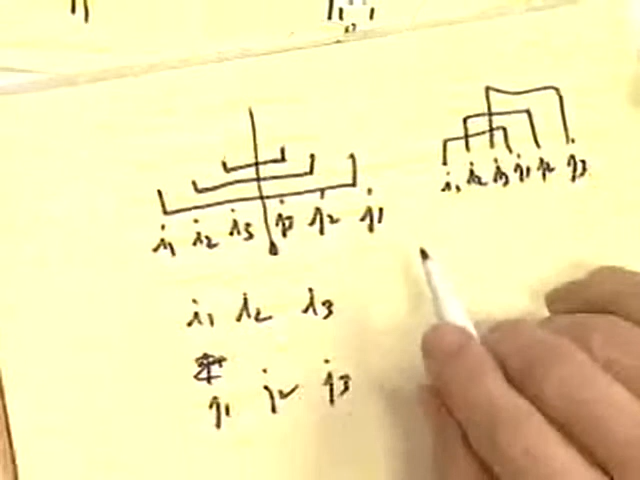 i1 i2 i3 j3 j2 j1
i1 i2 i3 j1 j2 j3
i1 i2 i3
j1 j2 j3